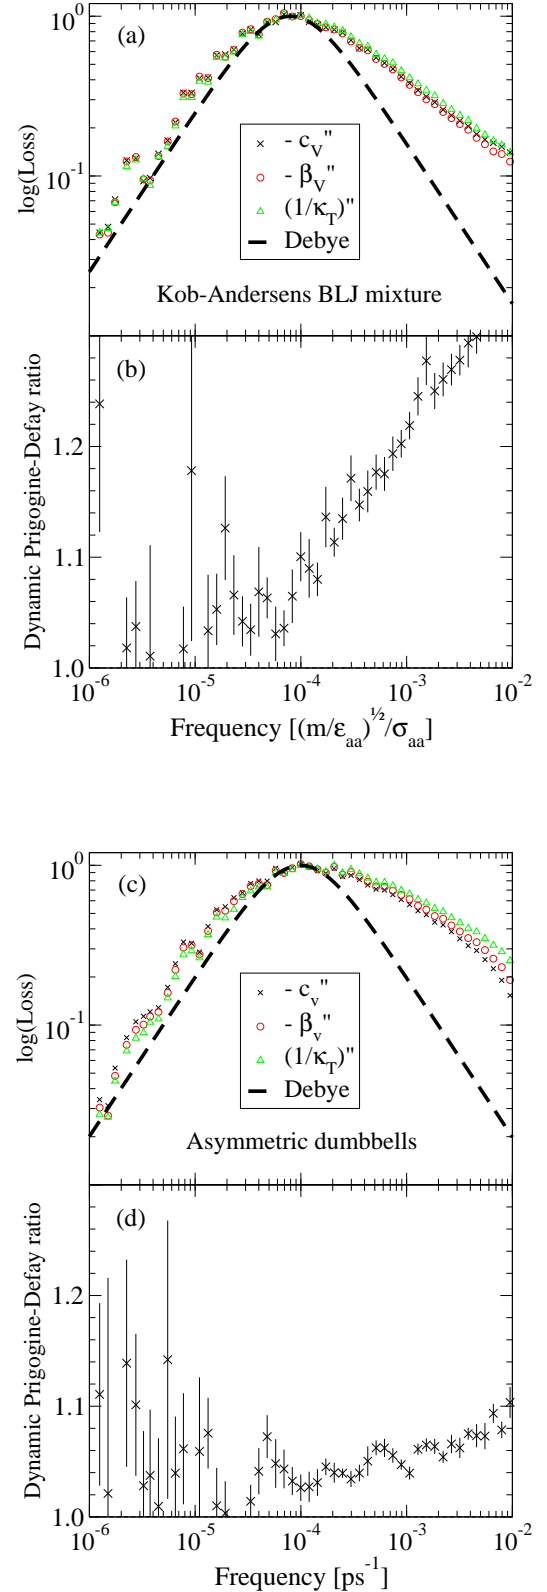 (a)
10^0
10^-1
log(Loss)
- c_V''
- β_V''
(1/κ_T)''
Debye
Kob-Andersens BLJ mixture
(b)
Dynamic Prigogine-Defay ratio
1.2
1.1
1.0
10^-6 10^-5 10^-4 10^-3 10^-2
Frequency [(m/ε_aa)^½/σ_aa]
(c)
10^0
10^-1
log(Loss)
- c_v''
- β_v''
(1/κ_T)''
Debye
Asymmetric dumbbells
(d)
Dynamic Prigogine-Defay ratio
1.2
1.1
1.0
10^-6 10^-5 10^-4 10^-3 10^-2
Frequency [ps^-1]